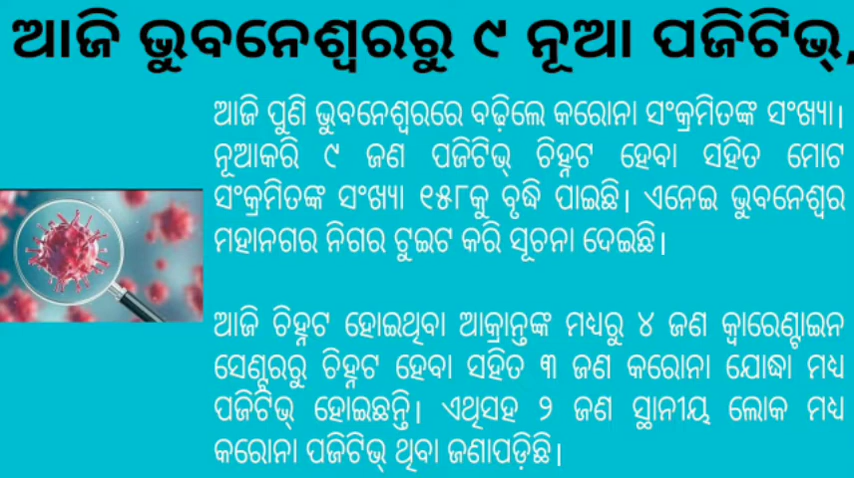 ଆଜି ଭୁବନେଶ୍ୱରରୁ ୯ ନୂଆ ପଜିଟିଭ୍,
ଆଜି ପୁଣି ଭୁବନେଶ୍ୱରରେ ବଢ଼ିଲେ କରୋନା ସଂକ୍ରମିତଙ୍କ ସଂଖ୍ୟା।
ନୂଆକରି ୯ ଜଣ ପଜିଟିଭ୍ ଚିହ୍ନଟ ହେବା ସହିତ ମୋଟ
ସଂକ୍ରମିତଙ୍କ ସଂଖ୍ୟା ୧୫୮କୁ ବୃଦ୍ଧି ପାଇଛି। ଏନେଇ ଭୁବନେଶ୍ୱର
ମହାନଗର ନିଗର ଟୁଇଟ କରି ସୂଚନା ଦେଇଛି।
ଆଜି ଚିହ୍ନଟ ହୋଇଥିବା ଆକ୍ରାନ୍ତଙ୍କ ମଧ୍ୟରୁ ୪ ଜଣ କ୍ୱାରେଣ୍ଟାଇନ
ସେଣ୍ଟରରୁ ଚିହ୍ନଟ ହେବା ସହିତ ୩ ଜଣ କରୋନା ଯୋଦ୍ଧା ମଧ୍ୟ
ପଜିଟିଭ୍ ହୋଇଛନ୍ତି। ଏଥିସହ ୨ ଜଣ ସ୍ଥାନୀୟ ଲୋକ ମଧ୍ୟ
କରୋନା ପଜିଟିଭ୍ ଥିବା ଜଣାପଡ଼ିଛି।